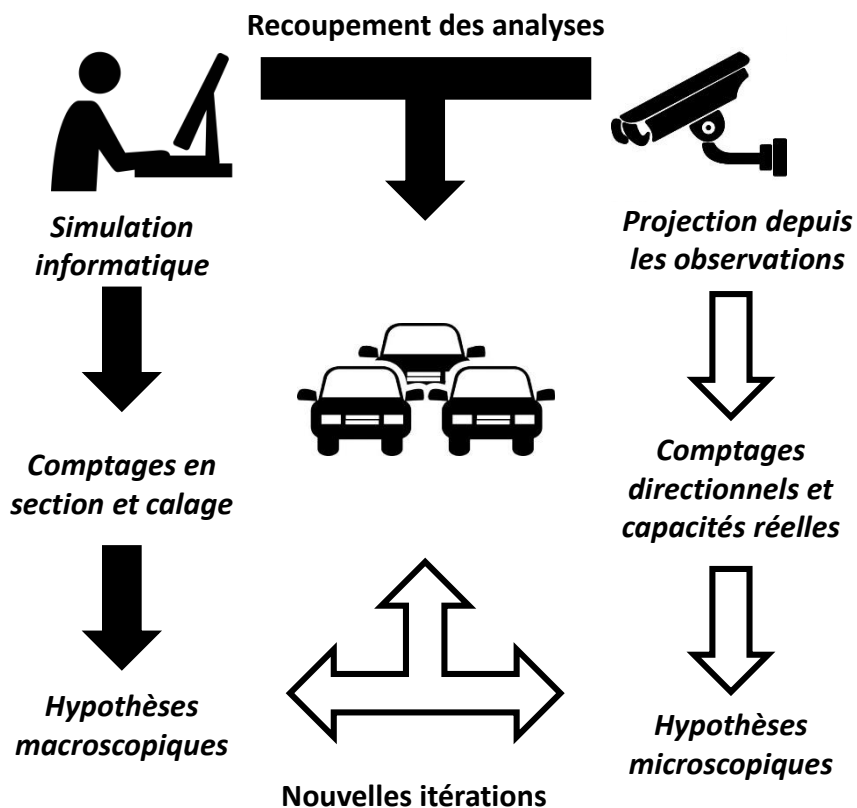 Recoupement des analyses
Simulation
informatique
Projection depuis
les observations
Comptages en
section et calage
Comptages
directionnels et
capacités réelles
Hypothèses
macroscopiques
Hypothèses
microscopiques
Nouvelles itérations